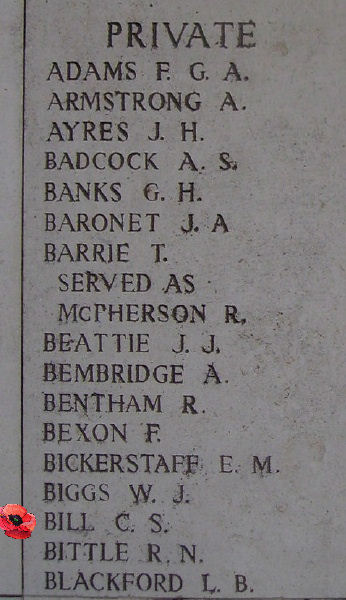 PRIVATE
ADAMS F. G. A.
ARMSTRONG A.
AYRES J. H.
BADCOCK A. S.
BANKS G. H.
BARONET J. A
BARRIE T.
SERVED AS
McPHERSON R.
BEATTIE J. J.
BEMBRIDGE A.
BENTHAM R.
BEXON F.
BICKERSTAFF E. M.
BIGGS W. J.
BILL C. S.
BITTLE R. N.
BLACKFORD L. B.